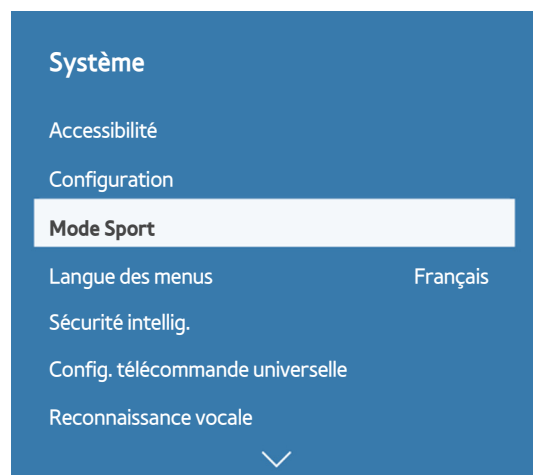 Système
Accessibilité
Configuration
Mode Sport
Langue des menus Français
Sécurité intellig.
Config. télécommande universelle
Reconnaissance vocale